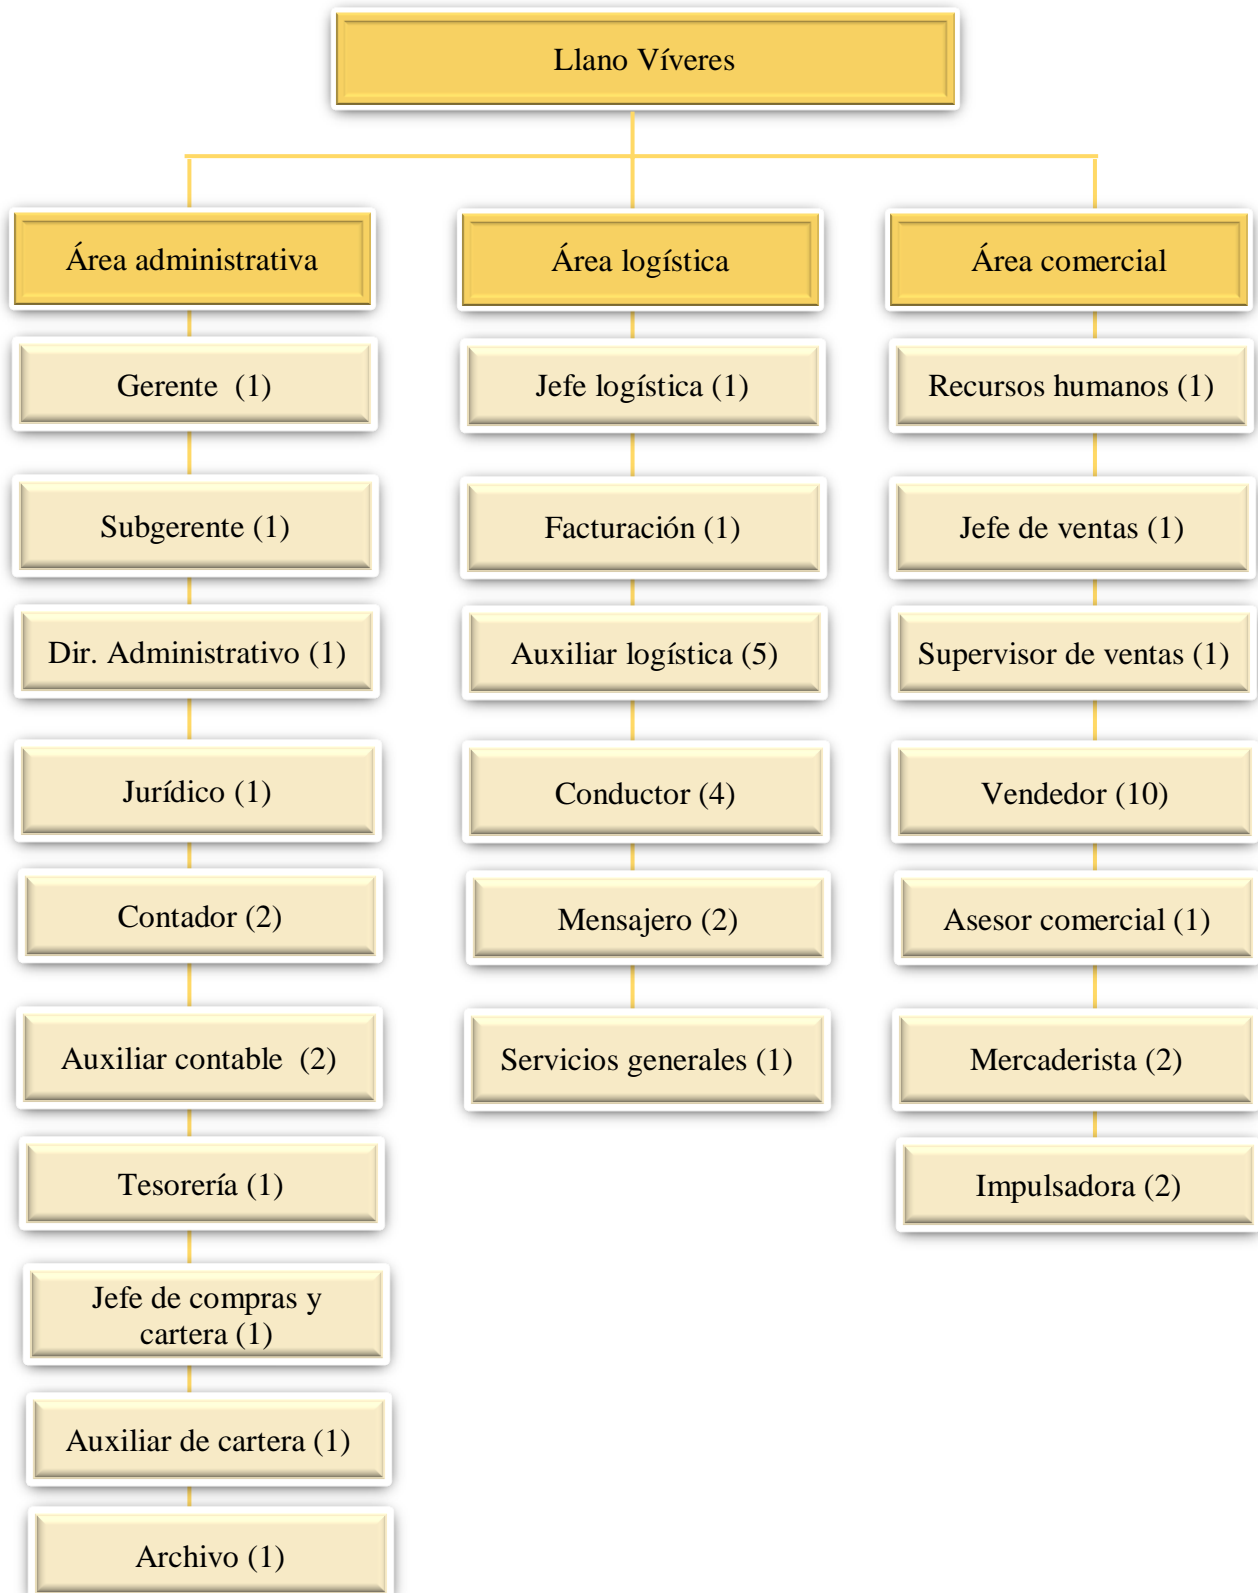 Llano Víveres
Área administrativa
Gerente  (1)
Subgerente (1)
Dir. Administrativo (1)
Jurídico (1)
Contador (2)
Auxiliar contable  (2)
Tesorería (1)
Jefe de compras y
cartera (1)
Auxiliar de cartera (1)
Archivo (1)
Área logística
Jefe logística (1)
Facturación (1)
Auxiliar logística (5)
Conductor (4)
Mensajero (2)
Servicios generales (1)
Área comercial
Recursos humanos (1)
Jefe de ventas (1)
Supervisor de ventas (1)
Vendedor (10)
Asesor comercial (1)
Mercaderista (2)
Impulsadora (2)